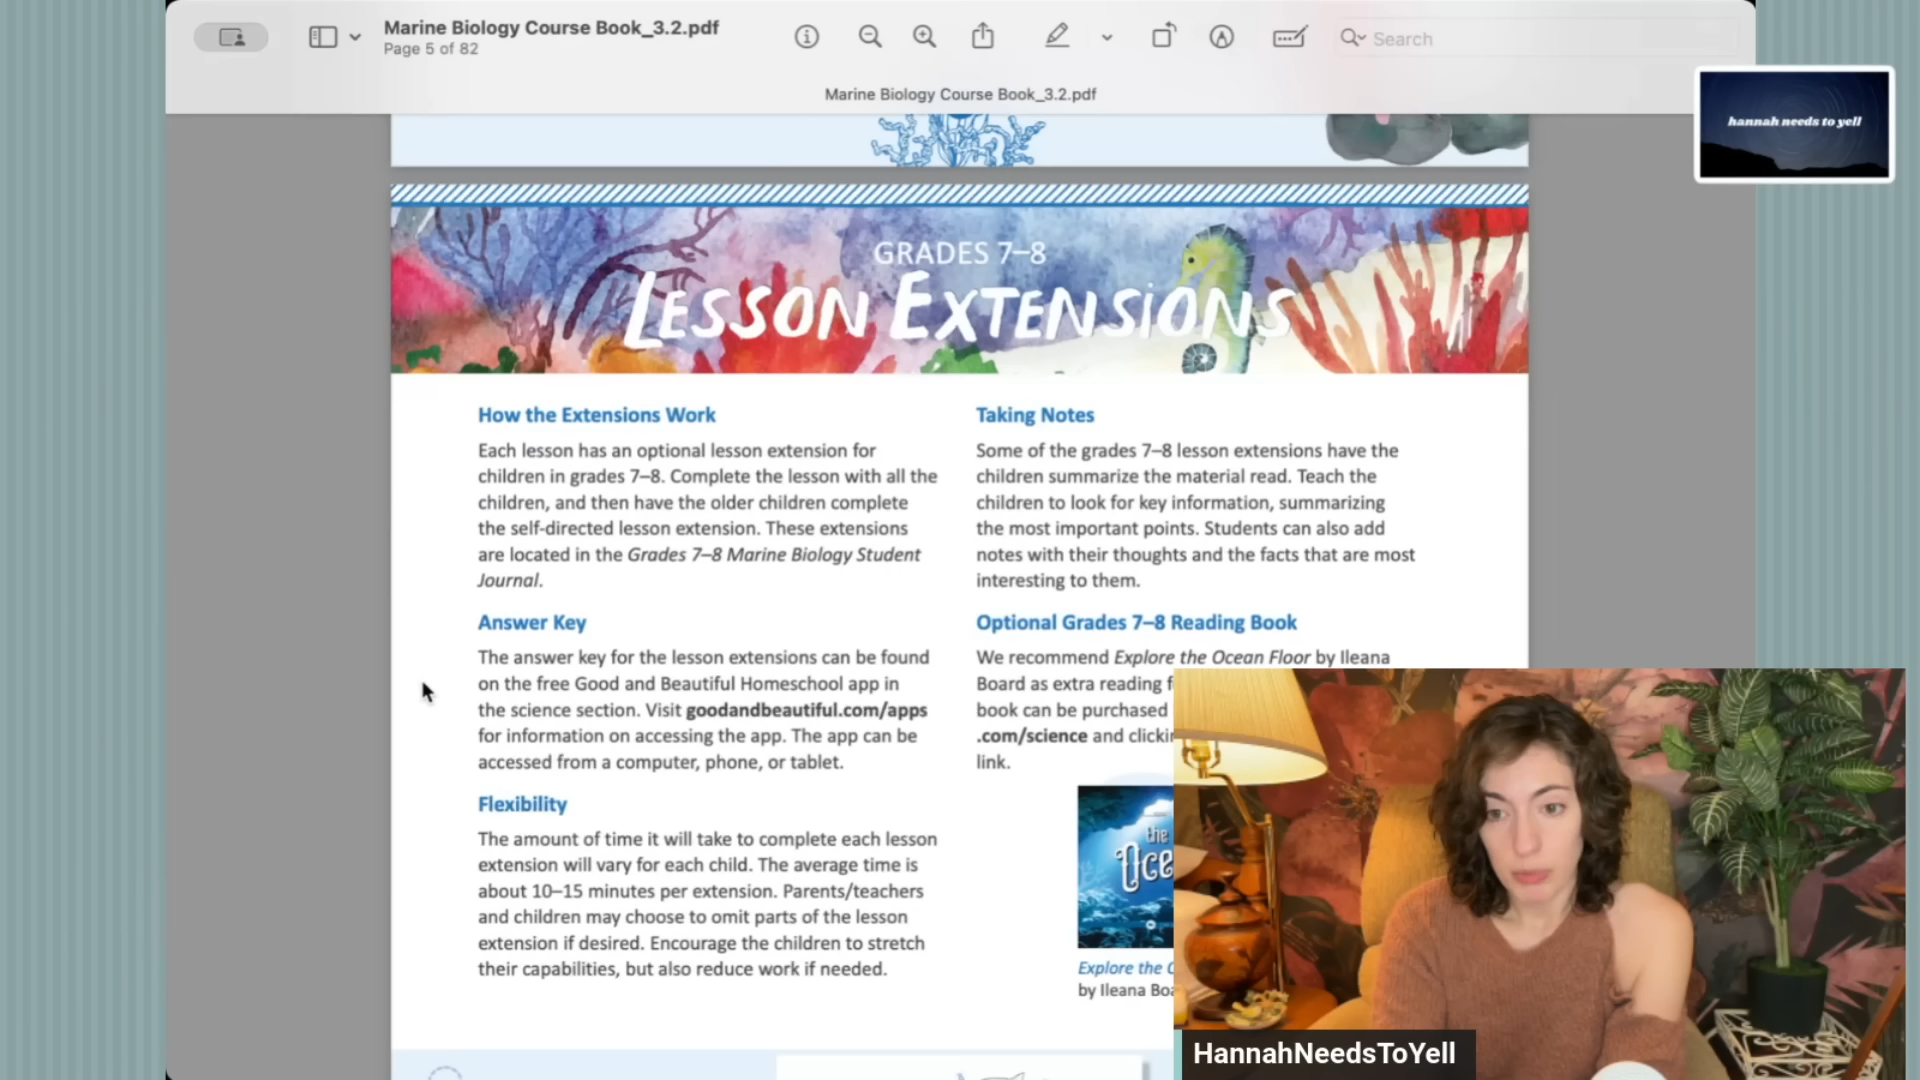 Marine Biology Course Book_3.2.pdf
Page 5 of 82
Search
Marine Biology Course Book_3.2.pdf
hannah needs to yell
GRADES 7–8
LESSON EXTENSIONS
How the Extensions Work
Each lesson has an optional lesson extension for
children in grades 7–8. Complete the lesson with all the
children, and then have the older children complete
the self-directed lesson extension. These extensions
are located in the Grades 7–8 Marine Biology Student
Journal.
Answer Key
The answer key for the lesson extensions can be found
on the free Good and Beautiful Homeschool app in
the science section. Visit goodandbeautiful.com/apps
for information on accessing the app. The app can be
accessed from a computer, phone, or tablet.
Flexibility
The amount of time it will take to complete each lesson
extension will vary for each child. The average time is
about 10–15 minutes per extension. Parents/teachers
and children may choose to omit parts of the lesson
extension if desired. Encourage the children to stretch
their capabilities, but also reduce work if needed.
Taking Notes
Some of the grades 7–8 lesson extensions have the
children summarize the material read. Teach the
children to look for key information, summarizing
the most important points. Students can also add
notes with their thoughts and the facts that are most
interesting to them.
Optional Grades 7–8 Reading Book
We recommend Explore the Ocean Floor by Ileana
Board as extra reading
book can be purchased
.com/science and
link.
the
Explore the
by Ileana
HannahNeedsToYell